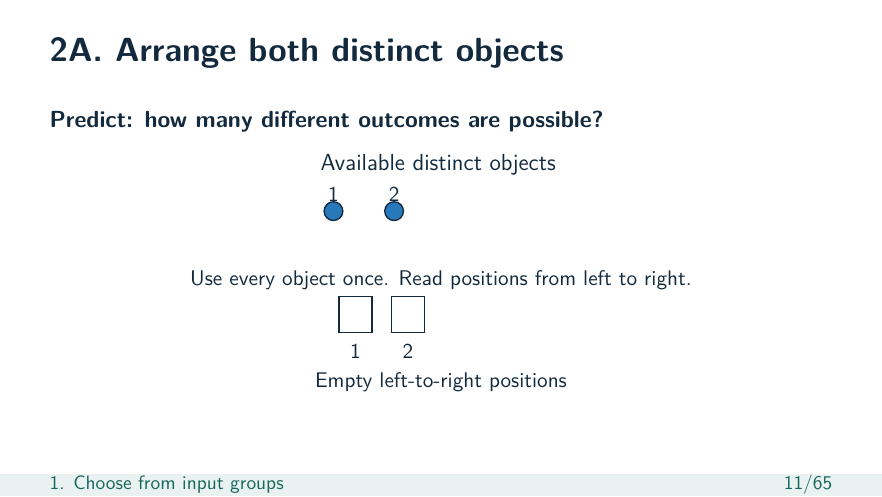 2A. Arrange both distinct objects
Predict: how many different outcomes are possible?
Available distinct objects
1 2
Use every object once. Read positions from left to right.
1 2
Empty left-to-right positions
1. Choose from input groups 11/65